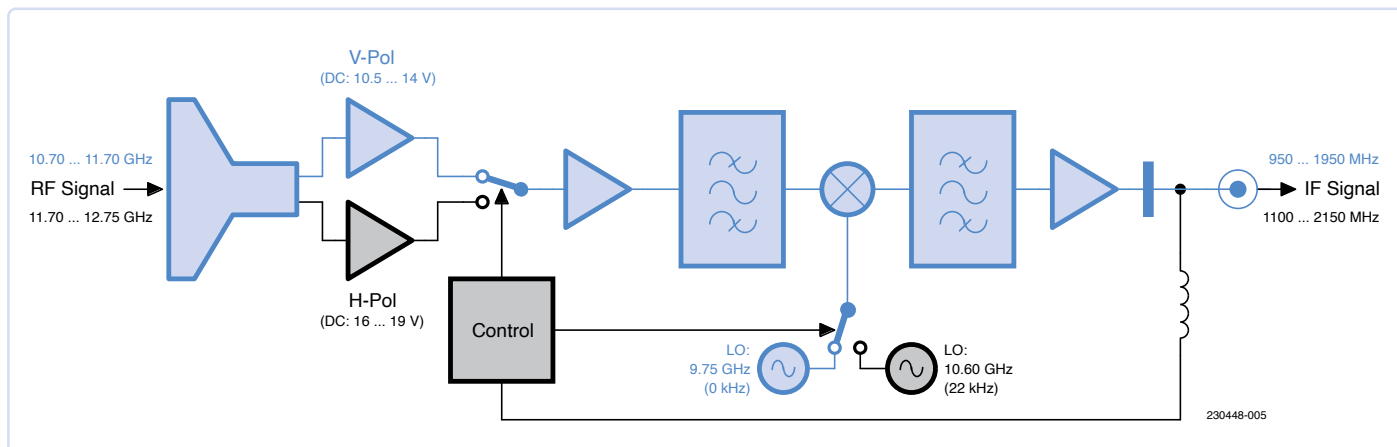 V-Pol
(DC: 10.5 ... 14 V)
10.70 ... 11.70 GHz
RF Signal
11.70 ... 12.75 GHz
H-Pol
(DC: 16 ... 19 V)
Control
LO:
9.75 GHz
(0 kHz)
LO:
10.60 GHz
(22 kHz)
950 ... 1950 MHz
IF Signal
1100 ... 2150 MHz
230448-005